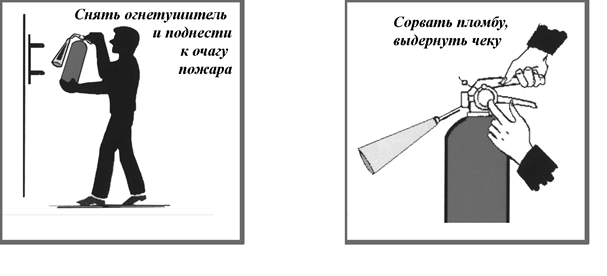 Снять огнетушитель
и поднести
к очагу
пожара
Сорвать пломбу,
выдернуть чеку